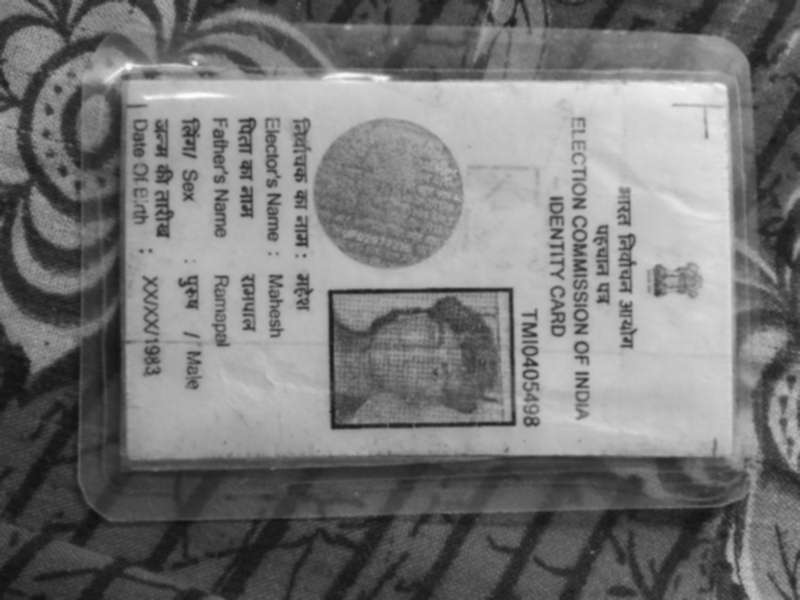 भारत निर्वाचन आयोग
पहचान पत्र
ELECTION COMMISSION OF INDIA
IDENTITY CARD
TMI0405498
निर्वाचक का नाम : महेश
Elector's Name : Mahesh
पिता का नाम रामपाल
Father's Name Ramapal
लिंग/ Sex : पुरुष / Male
जन्म की तारीख
Date Of Birth : XX/XX/1983